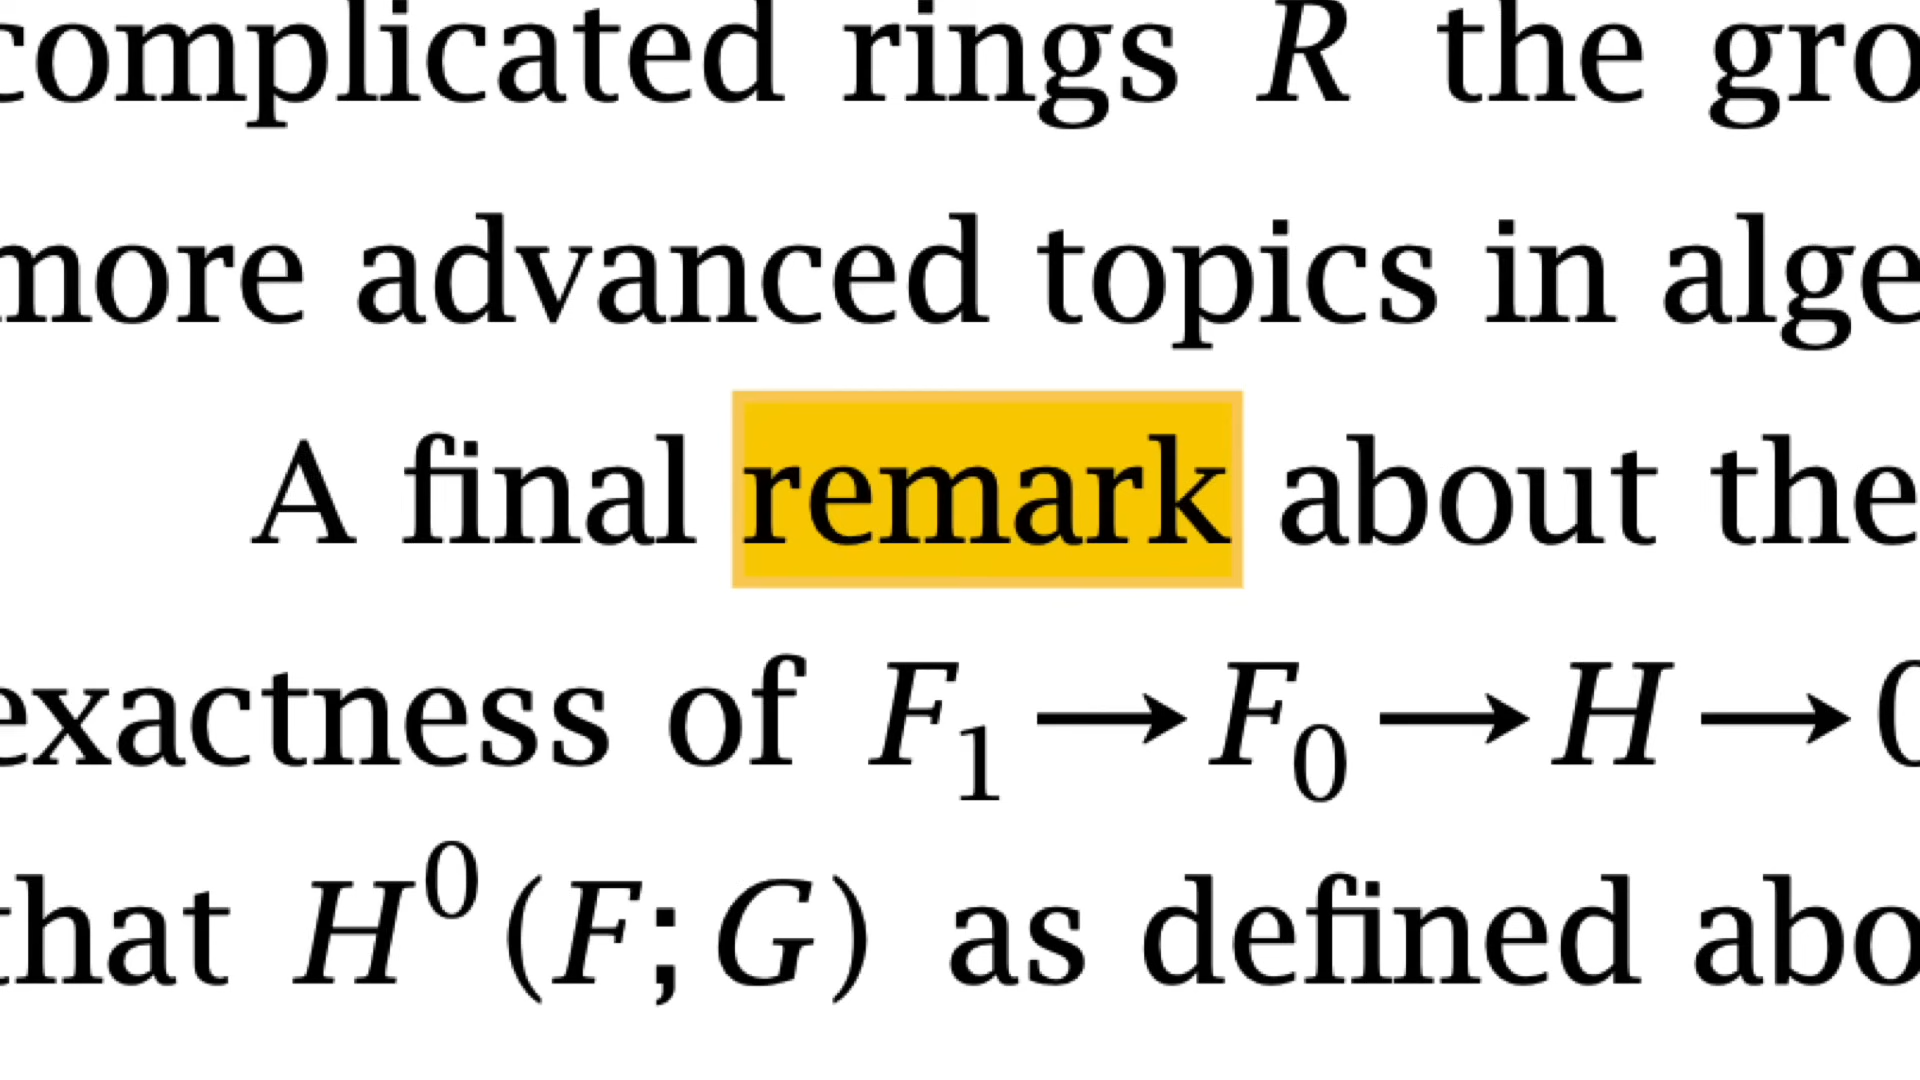 complicated rings R the gro
more advanced topics in alge
A final remark about the
exactness of F₁ → F₀ → H → 0
that H⁰(F; G) as defined abo